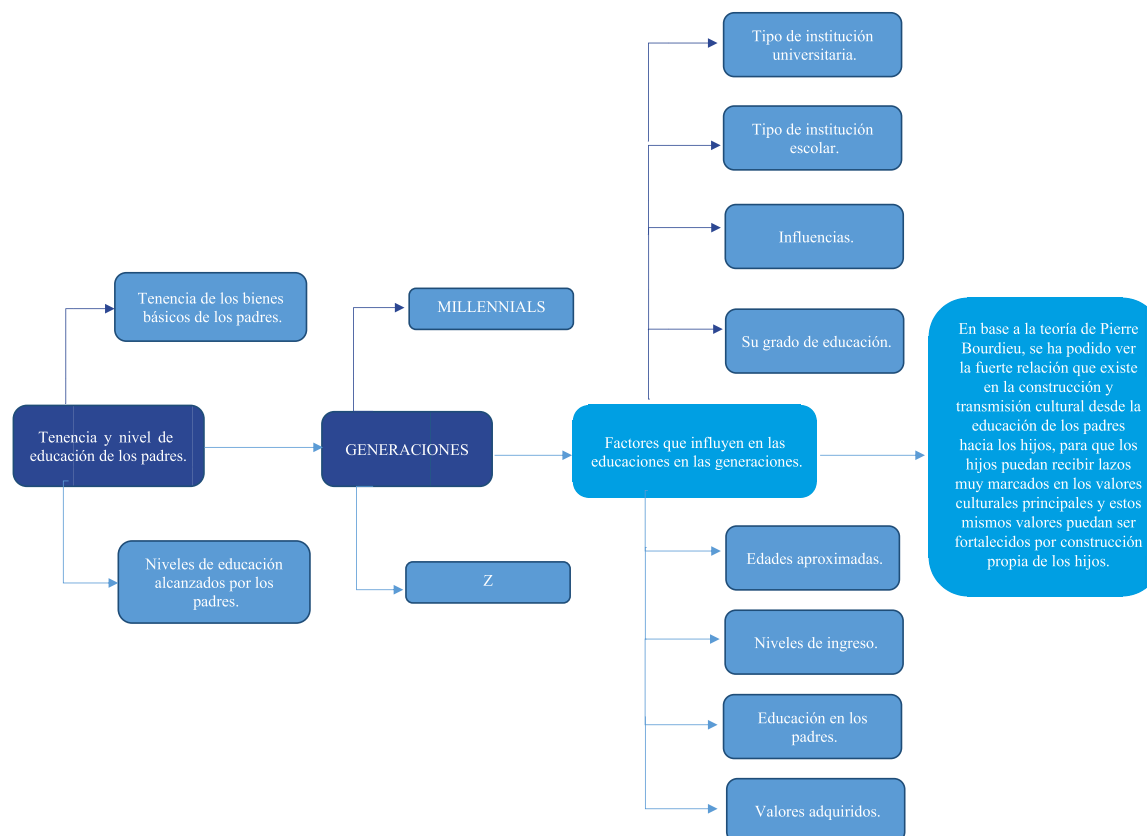 Tipo de institución
universitaria.
Tipo de institución
escolar.
Influencias.
Su grado de educación.
Tenencia de los bienes
básicos de los padres.
MILLENNIALS
Tenencia y nivel de
educación de los padres.
GENERACIONES
Factores que influyen en las
educaciones en las generaciones.
En base a la teoría de Pierre
Bourdieu, se ha podido ver
la fuerte relación que existe
en la construcción y
transmisión cultural desde la
educación de los padres
hacia los hijos, para que los
hijos puedan recibir lazos
muy marcados en los valores
culturales principales y estos
mismos valores puedan ser
fortalecidos por construcción
propia de los hijos.
Niveles de educación
alcanzados por los
padres.
Z
Edades aproximadas.
Niveles de ingreso.
Educación en los
padres.
Valores adquiridos.